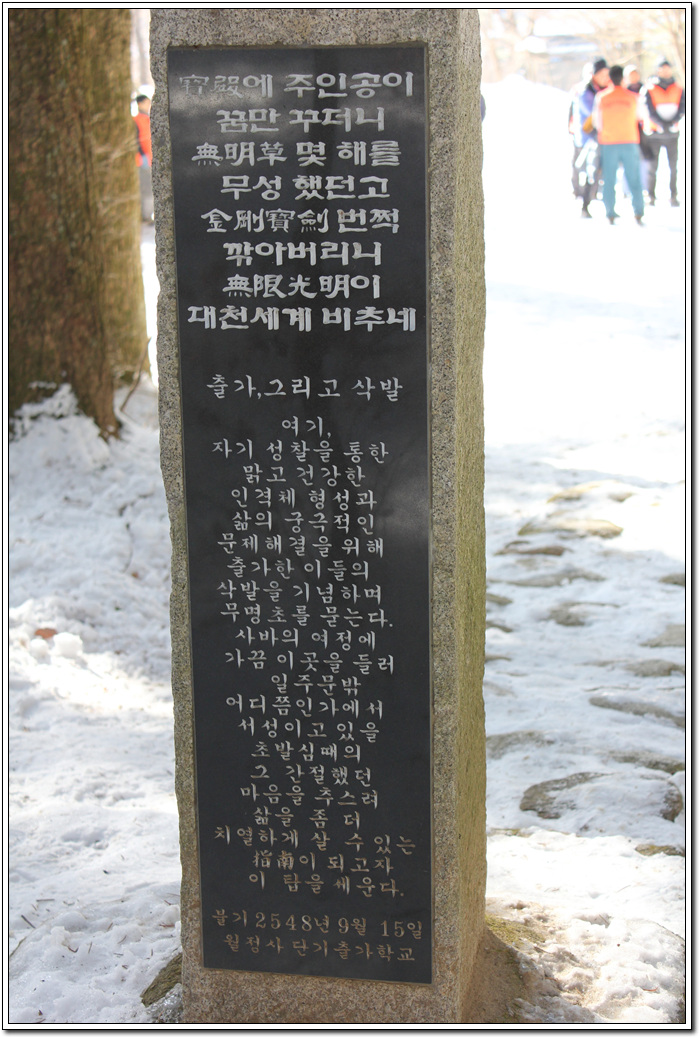 寶殿에 주인공이
꿈만 꾸더니
無明草 몇 해를
무성 했던고
金剛寶劍 번쩍
깎아버리니
無限光明이
대천세계 비추네
출가,그리고 삭발
여기,
자기 성찰을 통한
맑고 건강한
인격체 형성과
삶의 궁극적인
문제해결을 위해
출가한 이들의
삭발을 기념하며
무명초를 묻는다.
사바의 여정에
가끔 이곳을 들러
일주문밖
어디쯤인가에서
서성이고 있을
초발심때의
그 간절했던
마음을 추스려
삶을 좀 더
치열하게 살 수 있는
指南이 되고자
이 탑을 세운다.
불기 2548년 9월 15일
월정사 단기출가학교